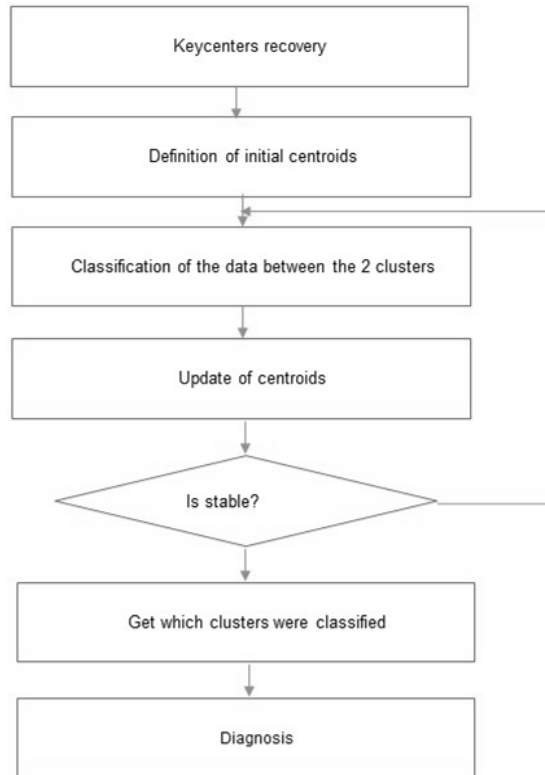 Keycenters recovery
Definition of initial centroids
Classification of the data between the 2 clusters
Update of centroids
Is stable?
Get which clusters were classified
Diagnosis